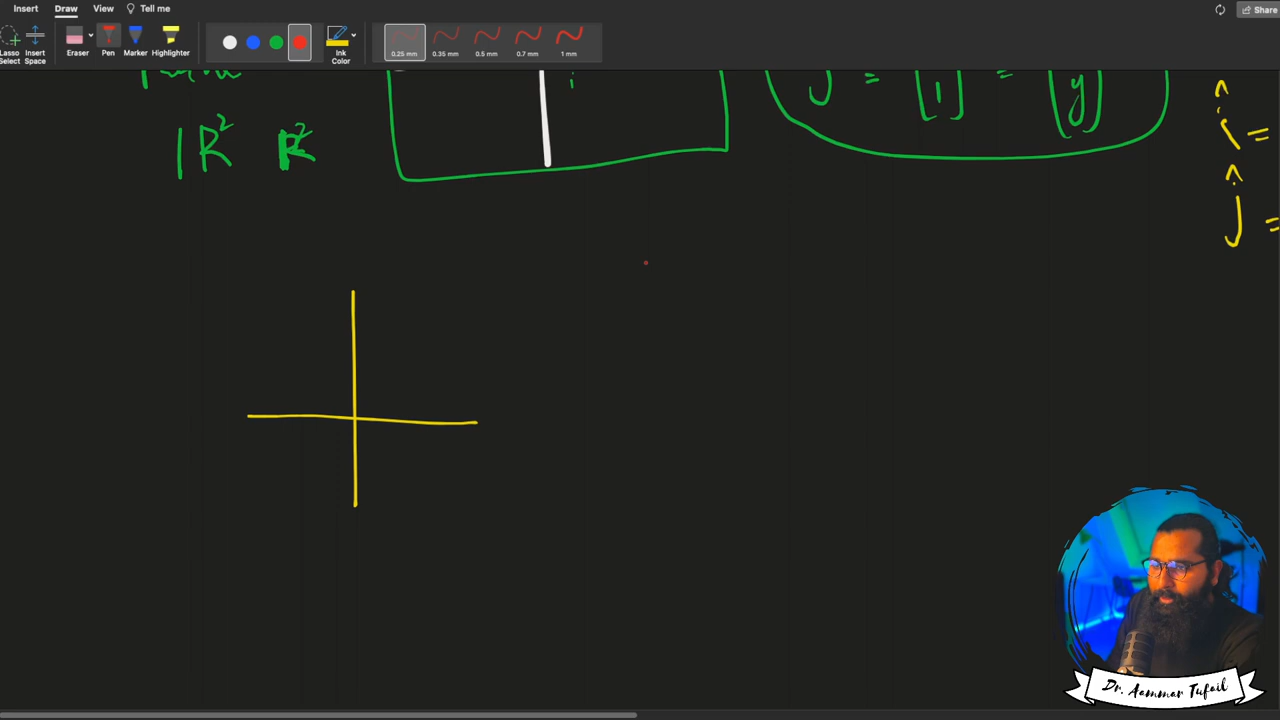 Insert Draw View Tell me
Share
Lasso Select
Insert Space
Eraser
Pen
Marker
Highlighter
Ink Color
0.25 mm 0.35 mm 0.5 mm 0.7 mm 1 mm
i
j = [1] = [y]
î =
ĵ =
ℝ² ℝ²
Dr. Aammar Tufail